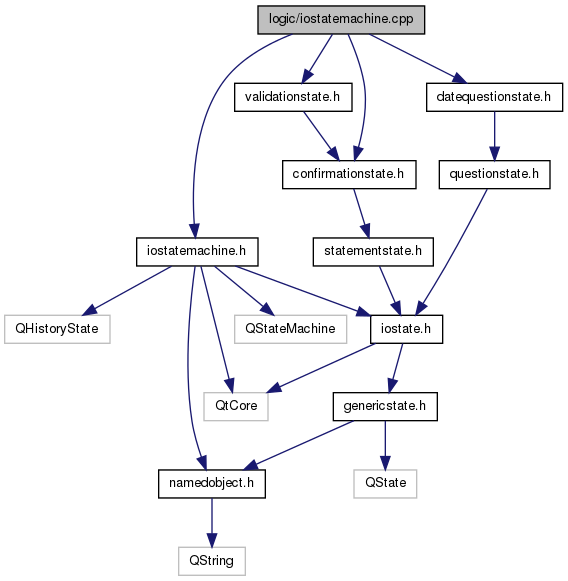 logic/iostatemachine.cpp
validationstate.h
datequestionstate.h
confirmationstate.h
questionstate.h
iostatemachine.h
statementstate.h
QHistoryState
QStateMachine
iostate.h
QtCore
genericstate.h
namedobject.h
QState
QString